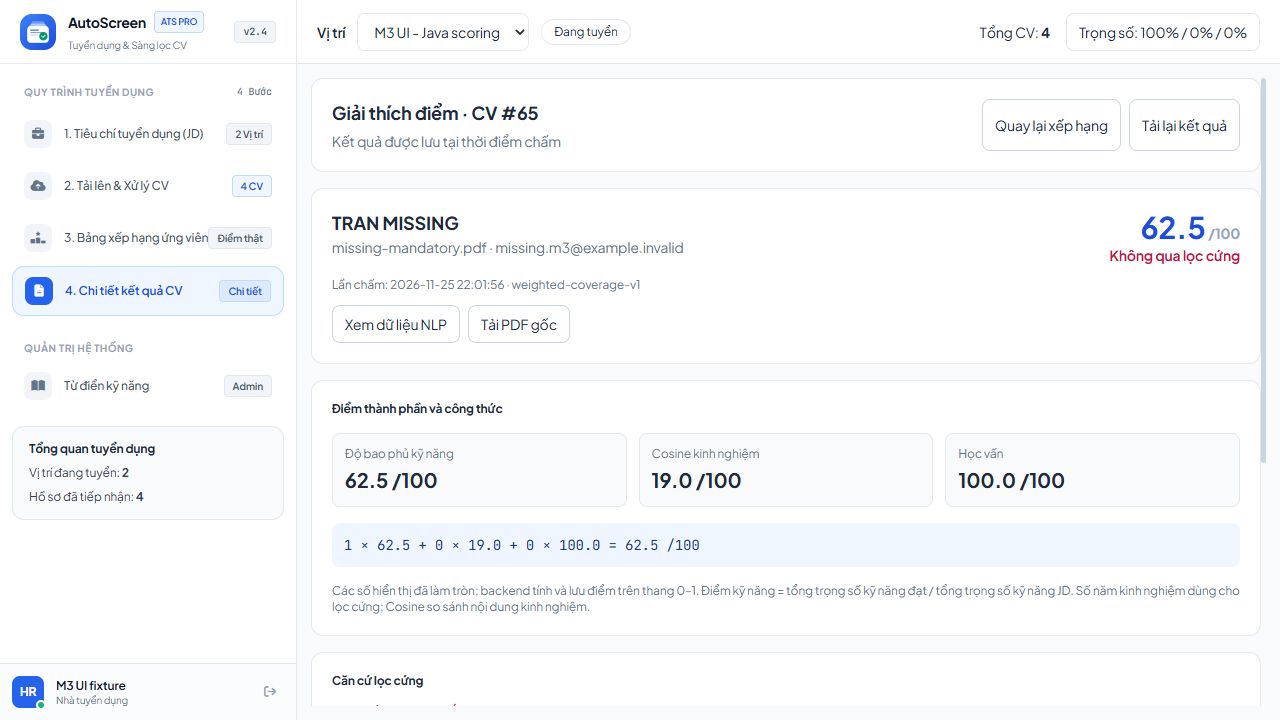 AutoScreen
ATS PRO
Tuyển dụng & Sàng lọc CV
v2.4
QUY TRÌNH TUYỂN DỤNG
4 Bước
1. Tiêu chí tuyển dụng (JD)
2 Vị trí
2. Tải lên & Xử lý CV
4 CV
3. Bảng xếp hạng ứng viên
Điểm thật
4. Chi tiết kết quả CV
Chi tiết
QUẢN TRỊ HỆ THỐNG
Từ điển kỹ năng
Admin
Tổng quan tuyển dụng
Vị trí đang tuyển: 2
Hồ sơ đã tiếp nhận: 4
HR
M3 UI fixture
Nhà tuyển dụng
Vị trí
M3 UI - Java scoring
Đang tuyển
Tổng CV: 4
Trọng số: 100% / 0% / 0%
Giải thích điểm · CV #65
Kết quả được lưu tại thời điểm chấm
Quay lại xếp hạng
Tải lại kết quả
TRAN MISSING
missing-mandatory.pdf · missing.m3@example.invalid
62.5 /100
Không qua lọc cứng
Lần chấm: 2026-11-25 22:01:56 · weighted-coverage-v1
Xem dữ liệu NLP
Tải PDF gốc
Điểm thành phần và công thức
Độ bao phủ kỹ năng
62.5 /100
Cosine kinh nghiệm
19.0 /100
Học vấn
100.0 /100
1 × 62.5 + 0 × 19.0 + 0 × 100.0 = 62.5 /100
Các số hiển thị đã làm tròn; backend tính và lưu điểm trên thang 0–1. Điểm kỹ năng = tổng trọng số kỹ năng đạt / tổng trọng số kỹ năng JD. Số năm kinh nghiệm dùng cho
lọc cứng; Cosine so sánh nội dung kinh nghiệm.
Căn cứ lọc cứng